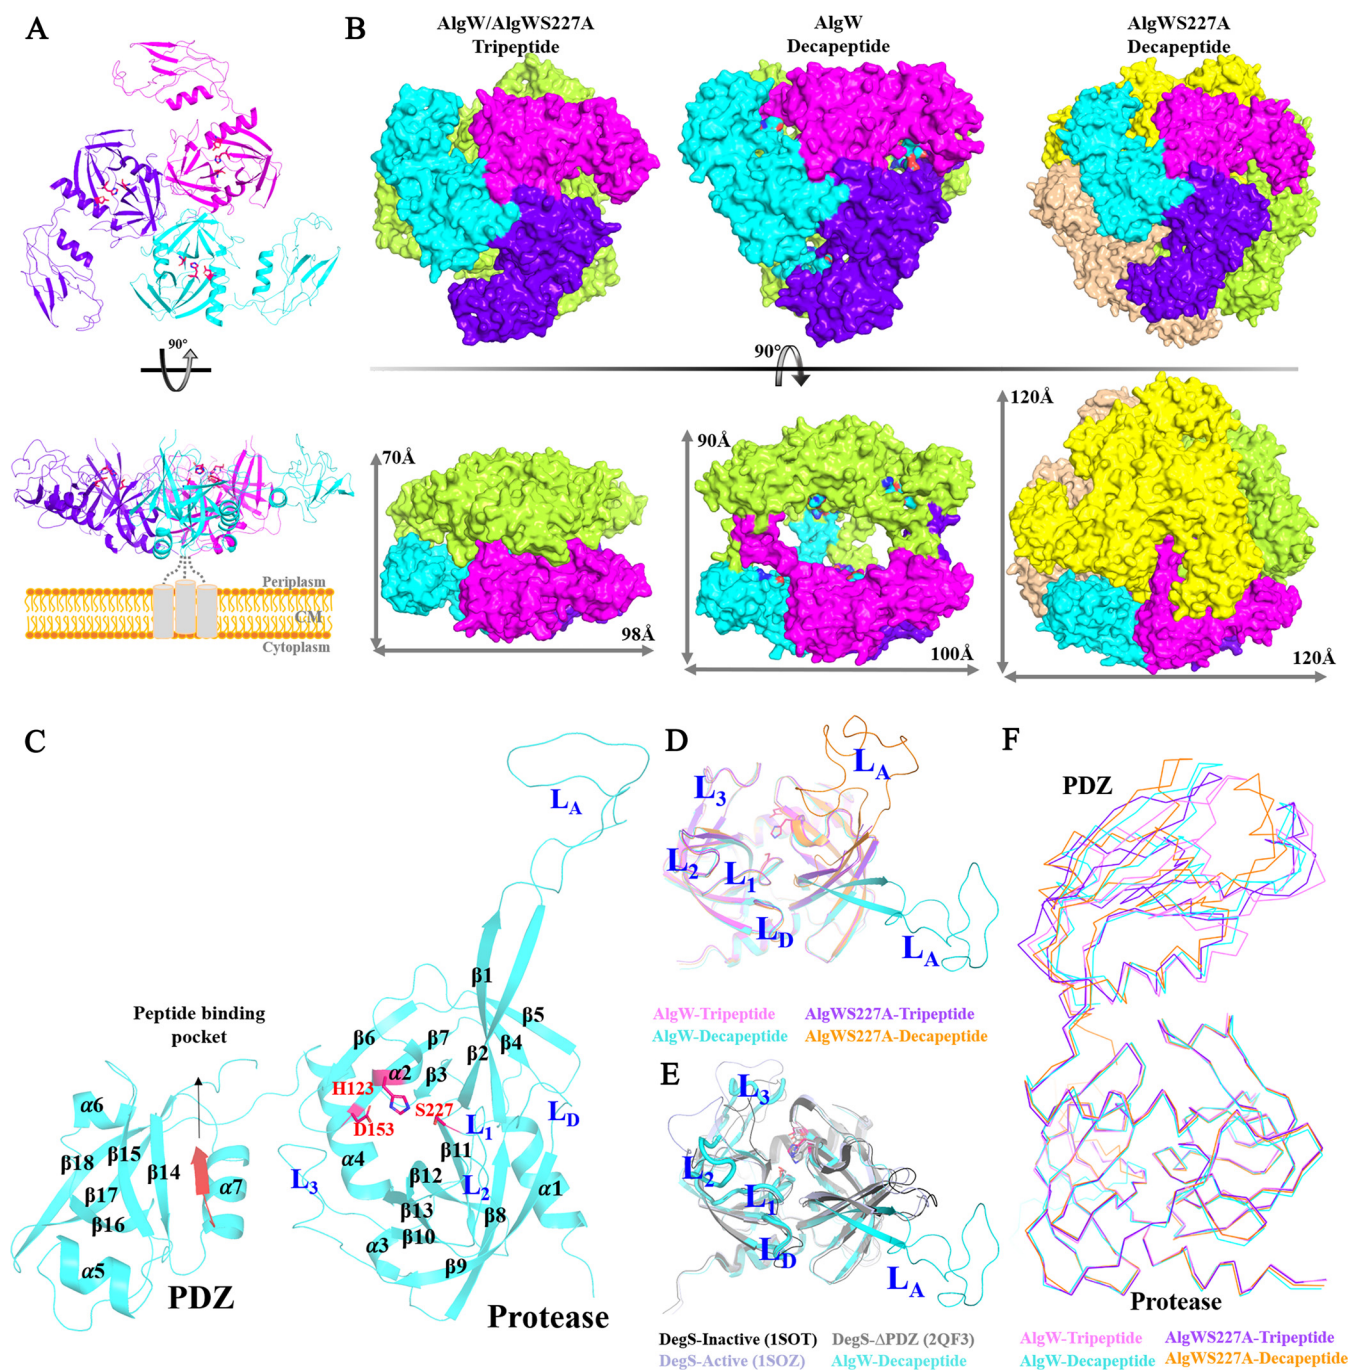 A
90°
Periplasm
CM
Cytoplasm
B
AlgW/AlgWS227A
Tripeptide
AlgW
Decapeptide
AlgWS227A
Decapeptide
90°
70Å
98Å
90Å
100Å
120Å
120Å
C
Peptide binding
pocket
LA
β1
β5
β6
β7
β4
β2
α2
β3
H123
S227
D153
L1
LD
α6
β15
β18
β14
α4
β11
L3
β12
L2
α1
β17
α7
β13
β8
β16
α3
β10
α5
β9
PDZ
Protease
D
LA
L3
L2
L1
LD
LA
AlgW-Tripeptide AlgWS227A-Tripeptide
AlgW-Decapeptide AlgWS227A-Decapeptide
E
L3
L2
L1
LD
LA
DegS-Inactive (1SOT) DegS-ΔPDZ (2QF3)
DegS-Active (1SOZ) AlgW-Decapeptide
F
PDZ
Protease
AlgW-Tripeptide AlgWS227A-Tripeptide
AlgW-Decapeptide AlgWS227A-Decapeptide